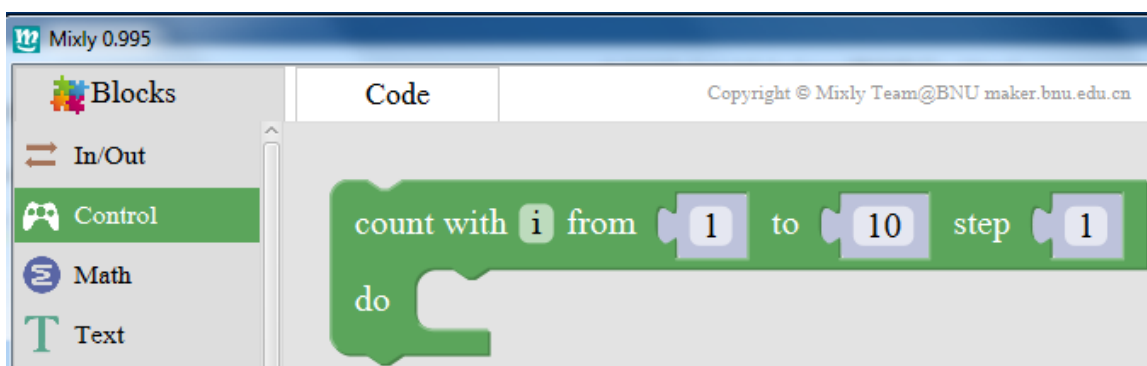 Mixly 0.995
Blocks
Code
Copyright © Mixly Team@BNU maker.bnu.edu.cn
In/Out
Control
Math
Text
count with i from 1 to 10 step 1
do